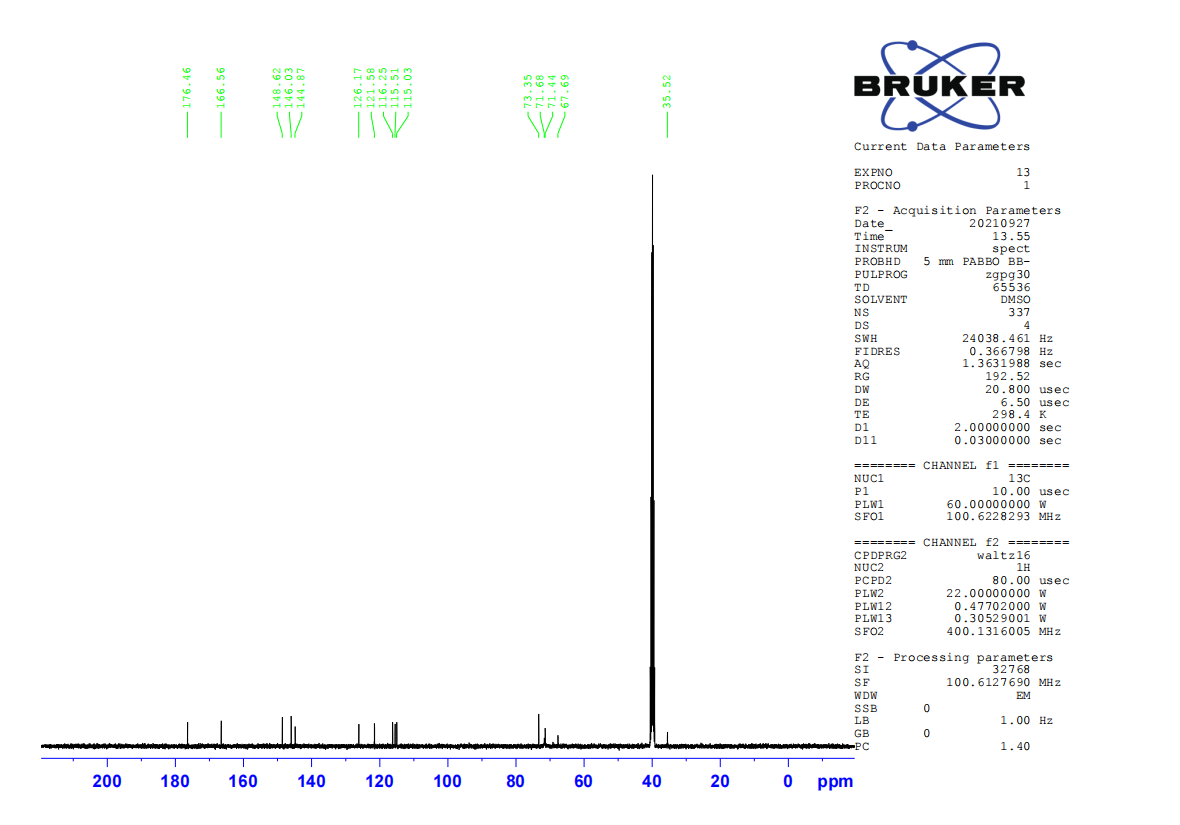 176.46
166.56
148.62
146.03
144.87
126.17
121.58
116.25
115.51
115.03
73.35
71.68
71.44
67.69
35.52
BRUKER
Current Data Parameters
EXPNO 13
PROCNO 1
F2 - Acquisition Parameters
Date_ 20210927
Time 13.55
INSTRUM spect
PROBHD 5 mm PABBO BB-
PULPROG zgpg30
TD 65536
SOLVENT DMSO
NS 337
DS 4
SWH 24038.461 Hz
FIDRES 0.366798 Hz
AQ 1.3631988 sec
RG 192.52
DW 20.800 usec
DE 6.50 usec
TE 298.4 K
D1 2.00000000 sec
D11 0.03000000 sec
======== CHANNEL f1 ========
NUC1 13C
P1 10.00 usec
PLW1 60.00000000 W
SFO1 100.6228293 MHz
======== CHANNEL f2 ========
CPDPRG2 waltz16
NUC2 1H
PCPD2 80.00 usec
PLW2 22.00000000 W
PLW12 0.47702000 W
PLW13 0.30529001 W
SFO2 400.1316005 MHz
F2 - Processing parameters
SI 32768
SF 100.6127690 MHz
WDW EM
SSB 0
LB 1.00 Hz
GB 0
PC 1.40
200 180 160 140 120 100 80 60 40 20 0 ppm